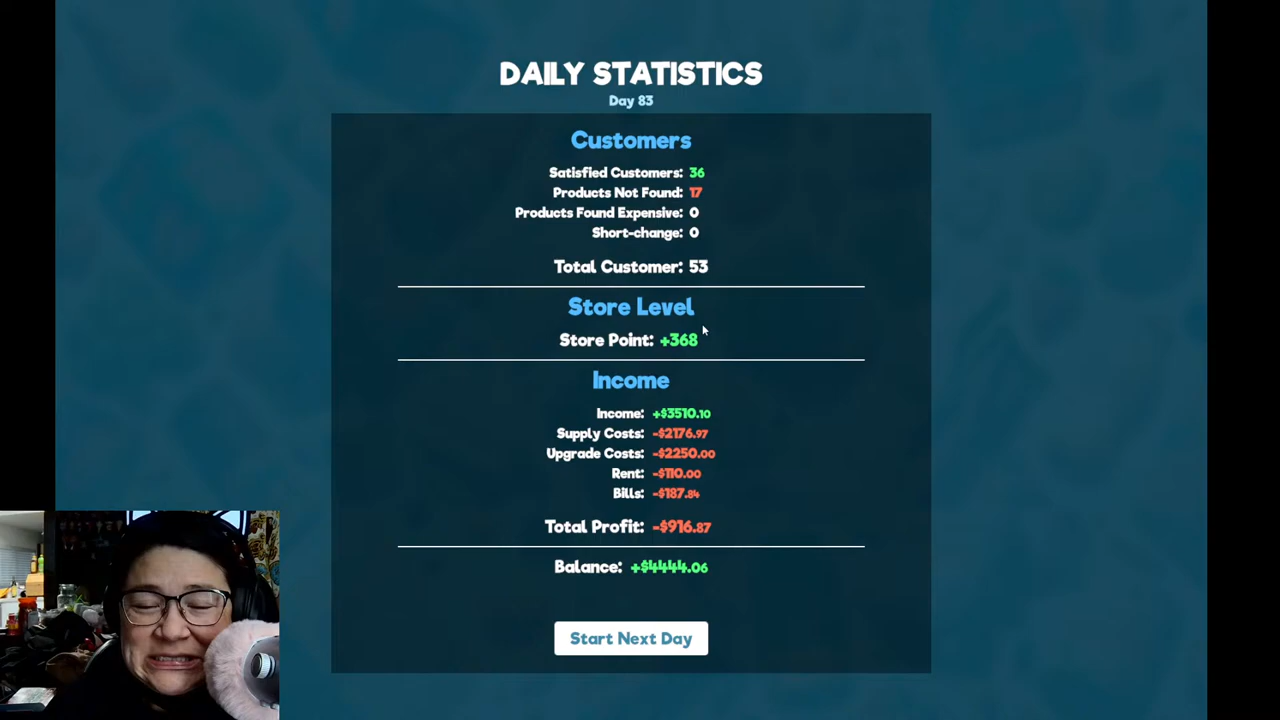 DAILY STATISTICS
Day 83
Customers
Satisfied Customers: 36
Products Not Found: 17
Products Found Expensive: 0
Short-change: 0
Total Customer: 53
Store Level
Store Point: +368
Income
Income: +$3510.10
Supply Costs: -$2176.97
Upgrade Costs: -$2250.00
Rent: -$110.00
Bills: -$187.84
Total Profit: -$916.87
Balance: +$4444.06
Start Next Day